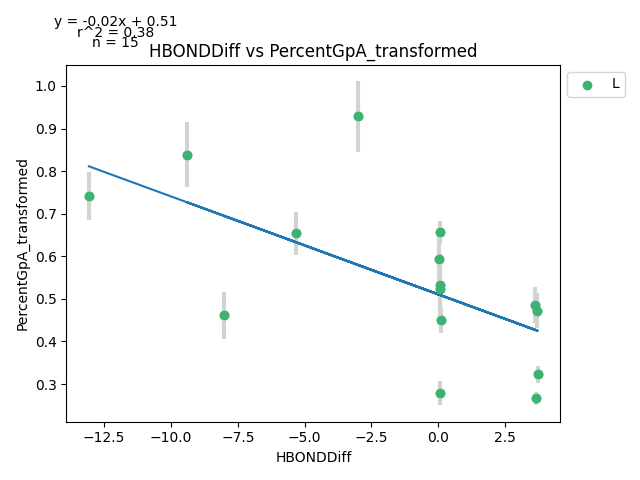 y = -0.02x + 0.51
r^2 = 0.38
n = 15
HBONDDiff vs PercentGpA_transformed
L
1.0
0.9
0.8
0.7
0.6
0.5
0.4
0.3
PercentGpA_transformed
−12.5 −10.0 −7.5 −5.0 −2.5 0.0 2.5
HBONDDiff